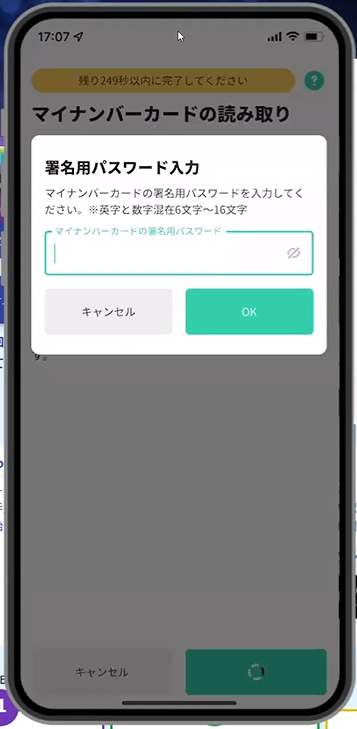 17:07
残り249秒以内に完了してください
?
マイナンバーカードの読み取り
署名用パスワード入力
マイナンバーカードの署名用パスワードを入力してく
ださい。※英字と数字混在6文字～16文字
マイナンバーカードの署名用パスワード
キャンセル
OK
す。
キャンセル